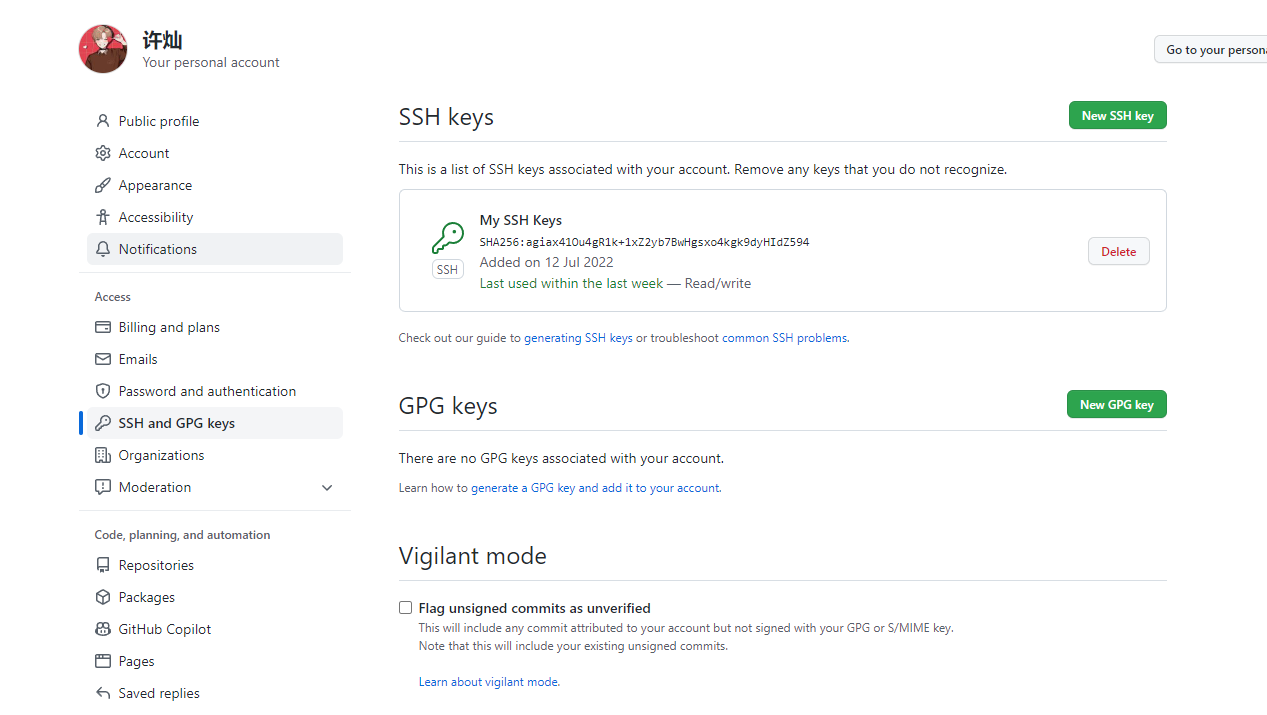 许灿
Your personal account
Go to your persona
Public profile
Account
Appearance
Accessibility
Notifications
Access
Billing and plans
Emails
Password and authentication
SSH and GPG keys
Organizations
Moderation
Code, planning, and automation
Repositories
Packages
GitHub Copilot
Pages
Saved replies
SSH keys
New SSH key
This is a list of SSH keys associated with your account. Remove any keys that you do not recognize.
My SSH Keys
SHA256:agiax41Ou4gR1k+1xZ2yb7BwHgsxo4kgk9dyHIdZ594
SSH
Added on 12 Jul 2022
Last used within the last week — Read/write
Delete
Check out our guide to generating SSH keys or troubleshoot common SSH problems.
GPG keys
New GPG key
There are no GPG keys associated with your account.
Learn how to generate a GPG key and add it to your account.
Vigilant mode
Flag unsigned commits as unverified
This will include any commit attributed to your account but not signed with your GPG or S/MIME key.
Note that this will include your existing unsigned commits.
Learn about vigilant mode.